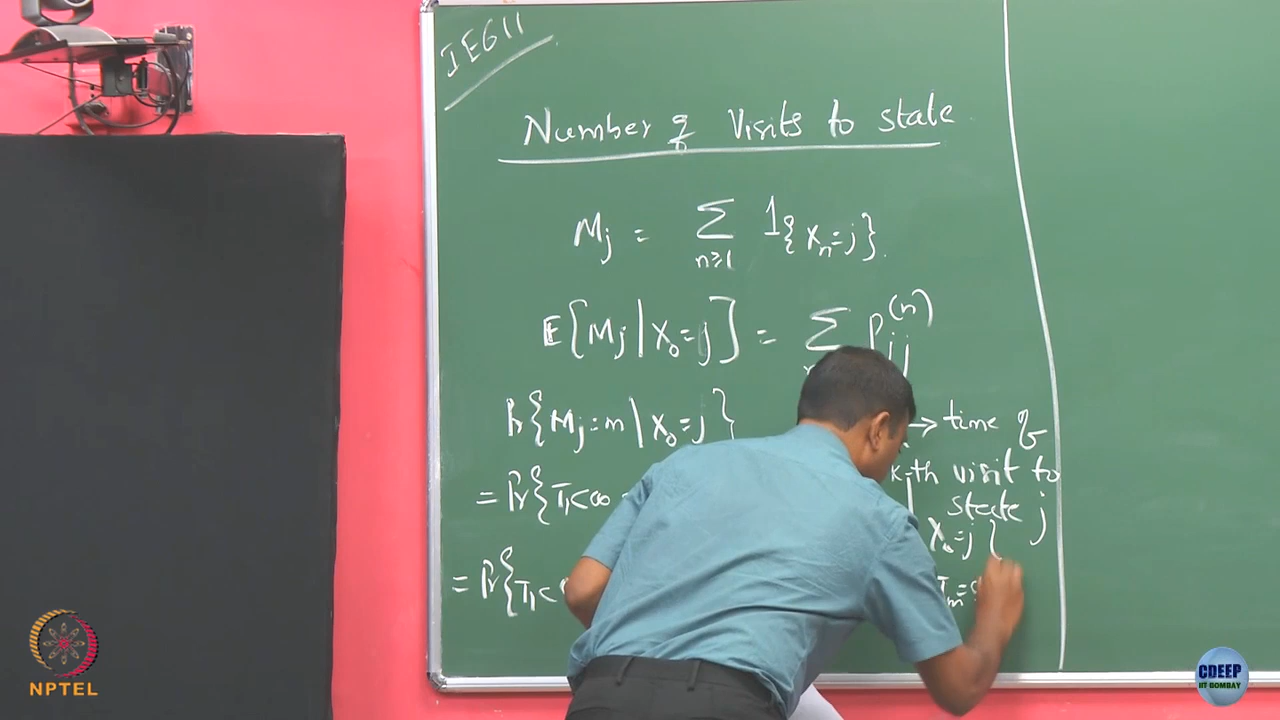 IE611
Number of Visits to state
Mj = Σ n≥1 1{Xn=j}.
E[Mj | X₀=j] = Σ Pjj^(n)
Pr{Mj=m | X₀=j}
→ time of
k-th visit to
state j
= Pr{T₁<∞
X₀=j}
= Pr{T₁<
Tm=
NPTEL
CDEEP
IIT BOMBAY